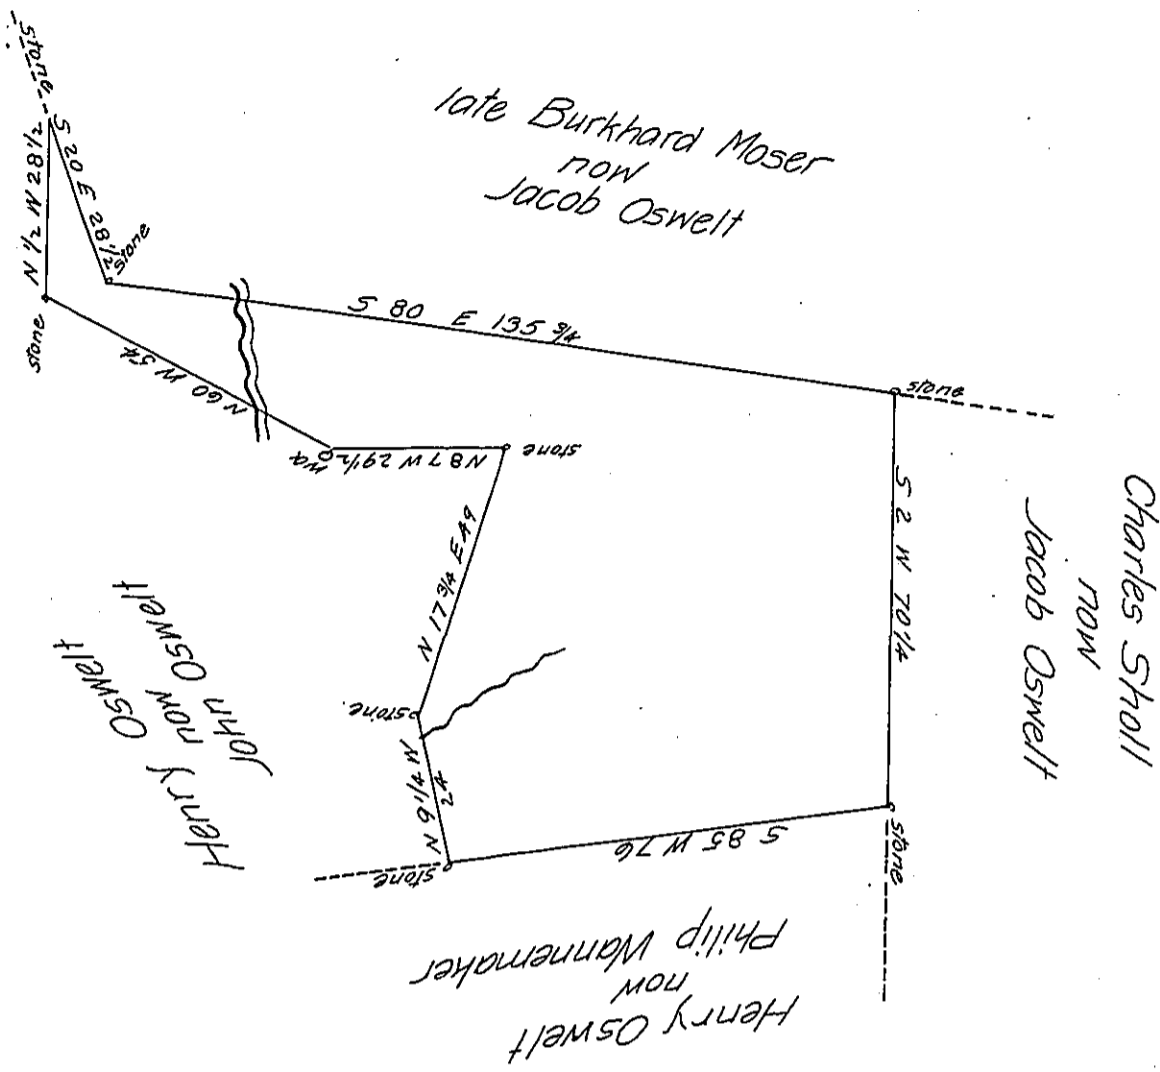 late Burkhard Moser
now
Jacob Oswelt
stone
S 20 E 28 1/2
stone
S 80 E 135 3/4
stone
Charles Sholl
now
Jacob Oswelt
S 2 W 70 1/4
stone
S 85 W 76
Henry Oswelt
now
Philip Wannemaker
stone
N 6 1/4 W
24
stone
N 17 3/4 E 49
stone
N 87 W 29 1/2
wo
N 60 W 54
stone
N 1/2 W 28 1/2
Henry Oswelt
now
John Oswelt